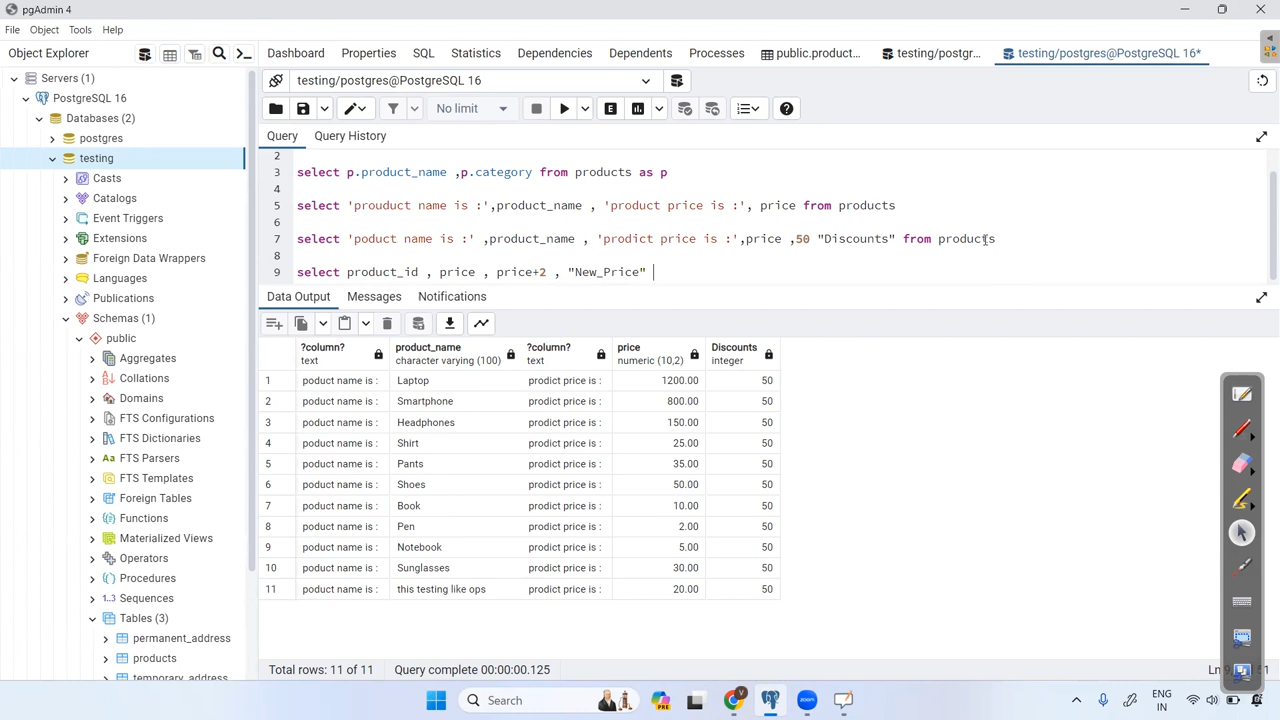 pgAdmin 4
File Object Tools Help
Object Explorer
Dashboard Properties SQL Statistics Dependencies Dependents Processes public.product... testing/postgr... testing/postgres@PostgreSQL 16*
Servers (1)
PostgreSQL 16
Databases (2)
postgres
testing
Casts
Catalogs
Event Triggers
Extensions
Foreign Data Wrappers
Languages
Publications
Schemas (1)
public
Aggregates
Collations
Domains
FTS Configurations
FTS Dictionaries
Aa FTS Parsers
FTS Templates
Foreign Tables
Functions
Materialized Views
Operators
Procedures
1..3 Sequences
Tables (3)
permanent_address
products
temporary_address
testing/postgres@PostgreSQL 16
No limit
E
Query Query History
2
3 select p.product_name ,p.category from products as p
4
5 select 'prouduct name is :',product_name , 'product price is :', price from products
6
7 select 'poduct name is :' ,product_name , 'prodict price is :',price ,50 "Discounts" from products
8
9 select product_id , price , price+2 , "New_Price"
Data Output Messages Notifications
?column? product_name ?column? price Discounts
text character varying (100) text numeric (10,2) integer
1 poduct name is : Laptop prodict price is : 1200.00 50
2 poduct name is : Smartphone prodict price is : 800.00 50
3 poduct name is : Headphones prodict price is : 150.00 50
4 poduct name is : Shirt prodict price is : 25.00 50
5 poduct name is : Pants prodict price is : 35.00 50
6 poduct name is : Shoes prodict price is : 50.00 50
7 poduct name is : Book prodict price is : 10.00 50
8 poduct name is : Pen prodict price is : 2.00 50
9 poduct name is : Notebook prodict price is : 5.00 50
10 poduct name is : Sunglasses prodict price is : 30.00 50
11 poduct name is : this testing like ops prodict price is : 20.00 50
Total rows: 11 of 11 Query complete 00:00:00.125
Search
PRE
zoom
ENG
IN